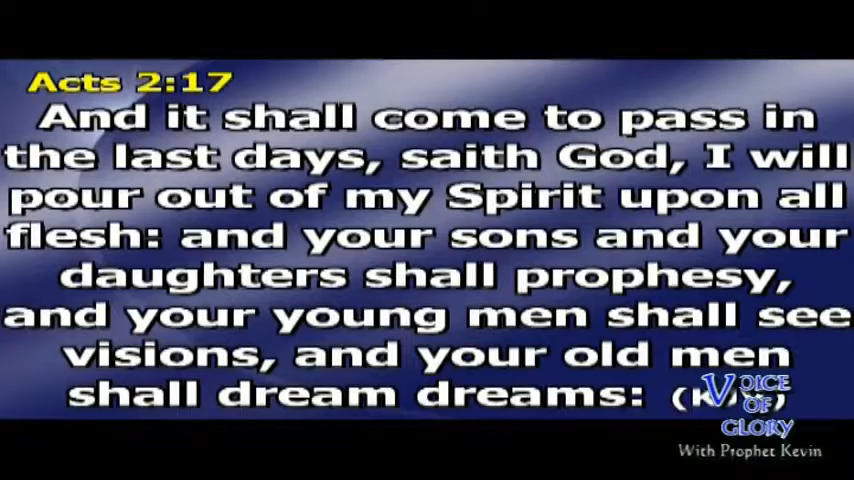 Acts 2:17
And it shall come to pass in
the last days, saith God, I will
pour out of my Spirit upon all
flesh: and your sons and your
daughters shall prophesy,
and your young men shall see
visions, and your old men
shall dream dreams: (KJV)
VOICE
OF
GLORY
With Prophet Kevin